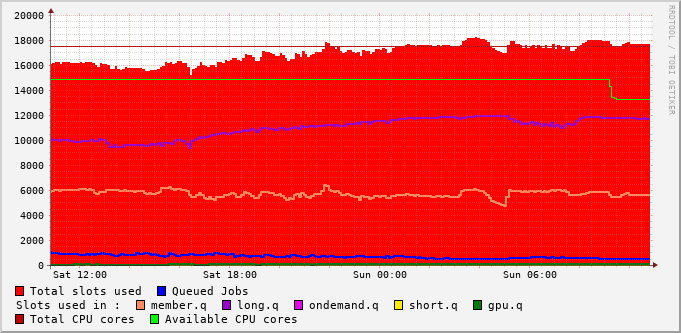 20000
18000
16000
14000
12000
10000
8000
6000
4000
2000
0
Sat 12:00 Sat 18:00 Sun 00:00 Sun 06:00
RRDTOOL / TOBI OETIKER
Total slots used Queued Jobs
Slots used in : member.q long.q ondemand.q short.q gpu.q
Total CPU cores Available CPU cores